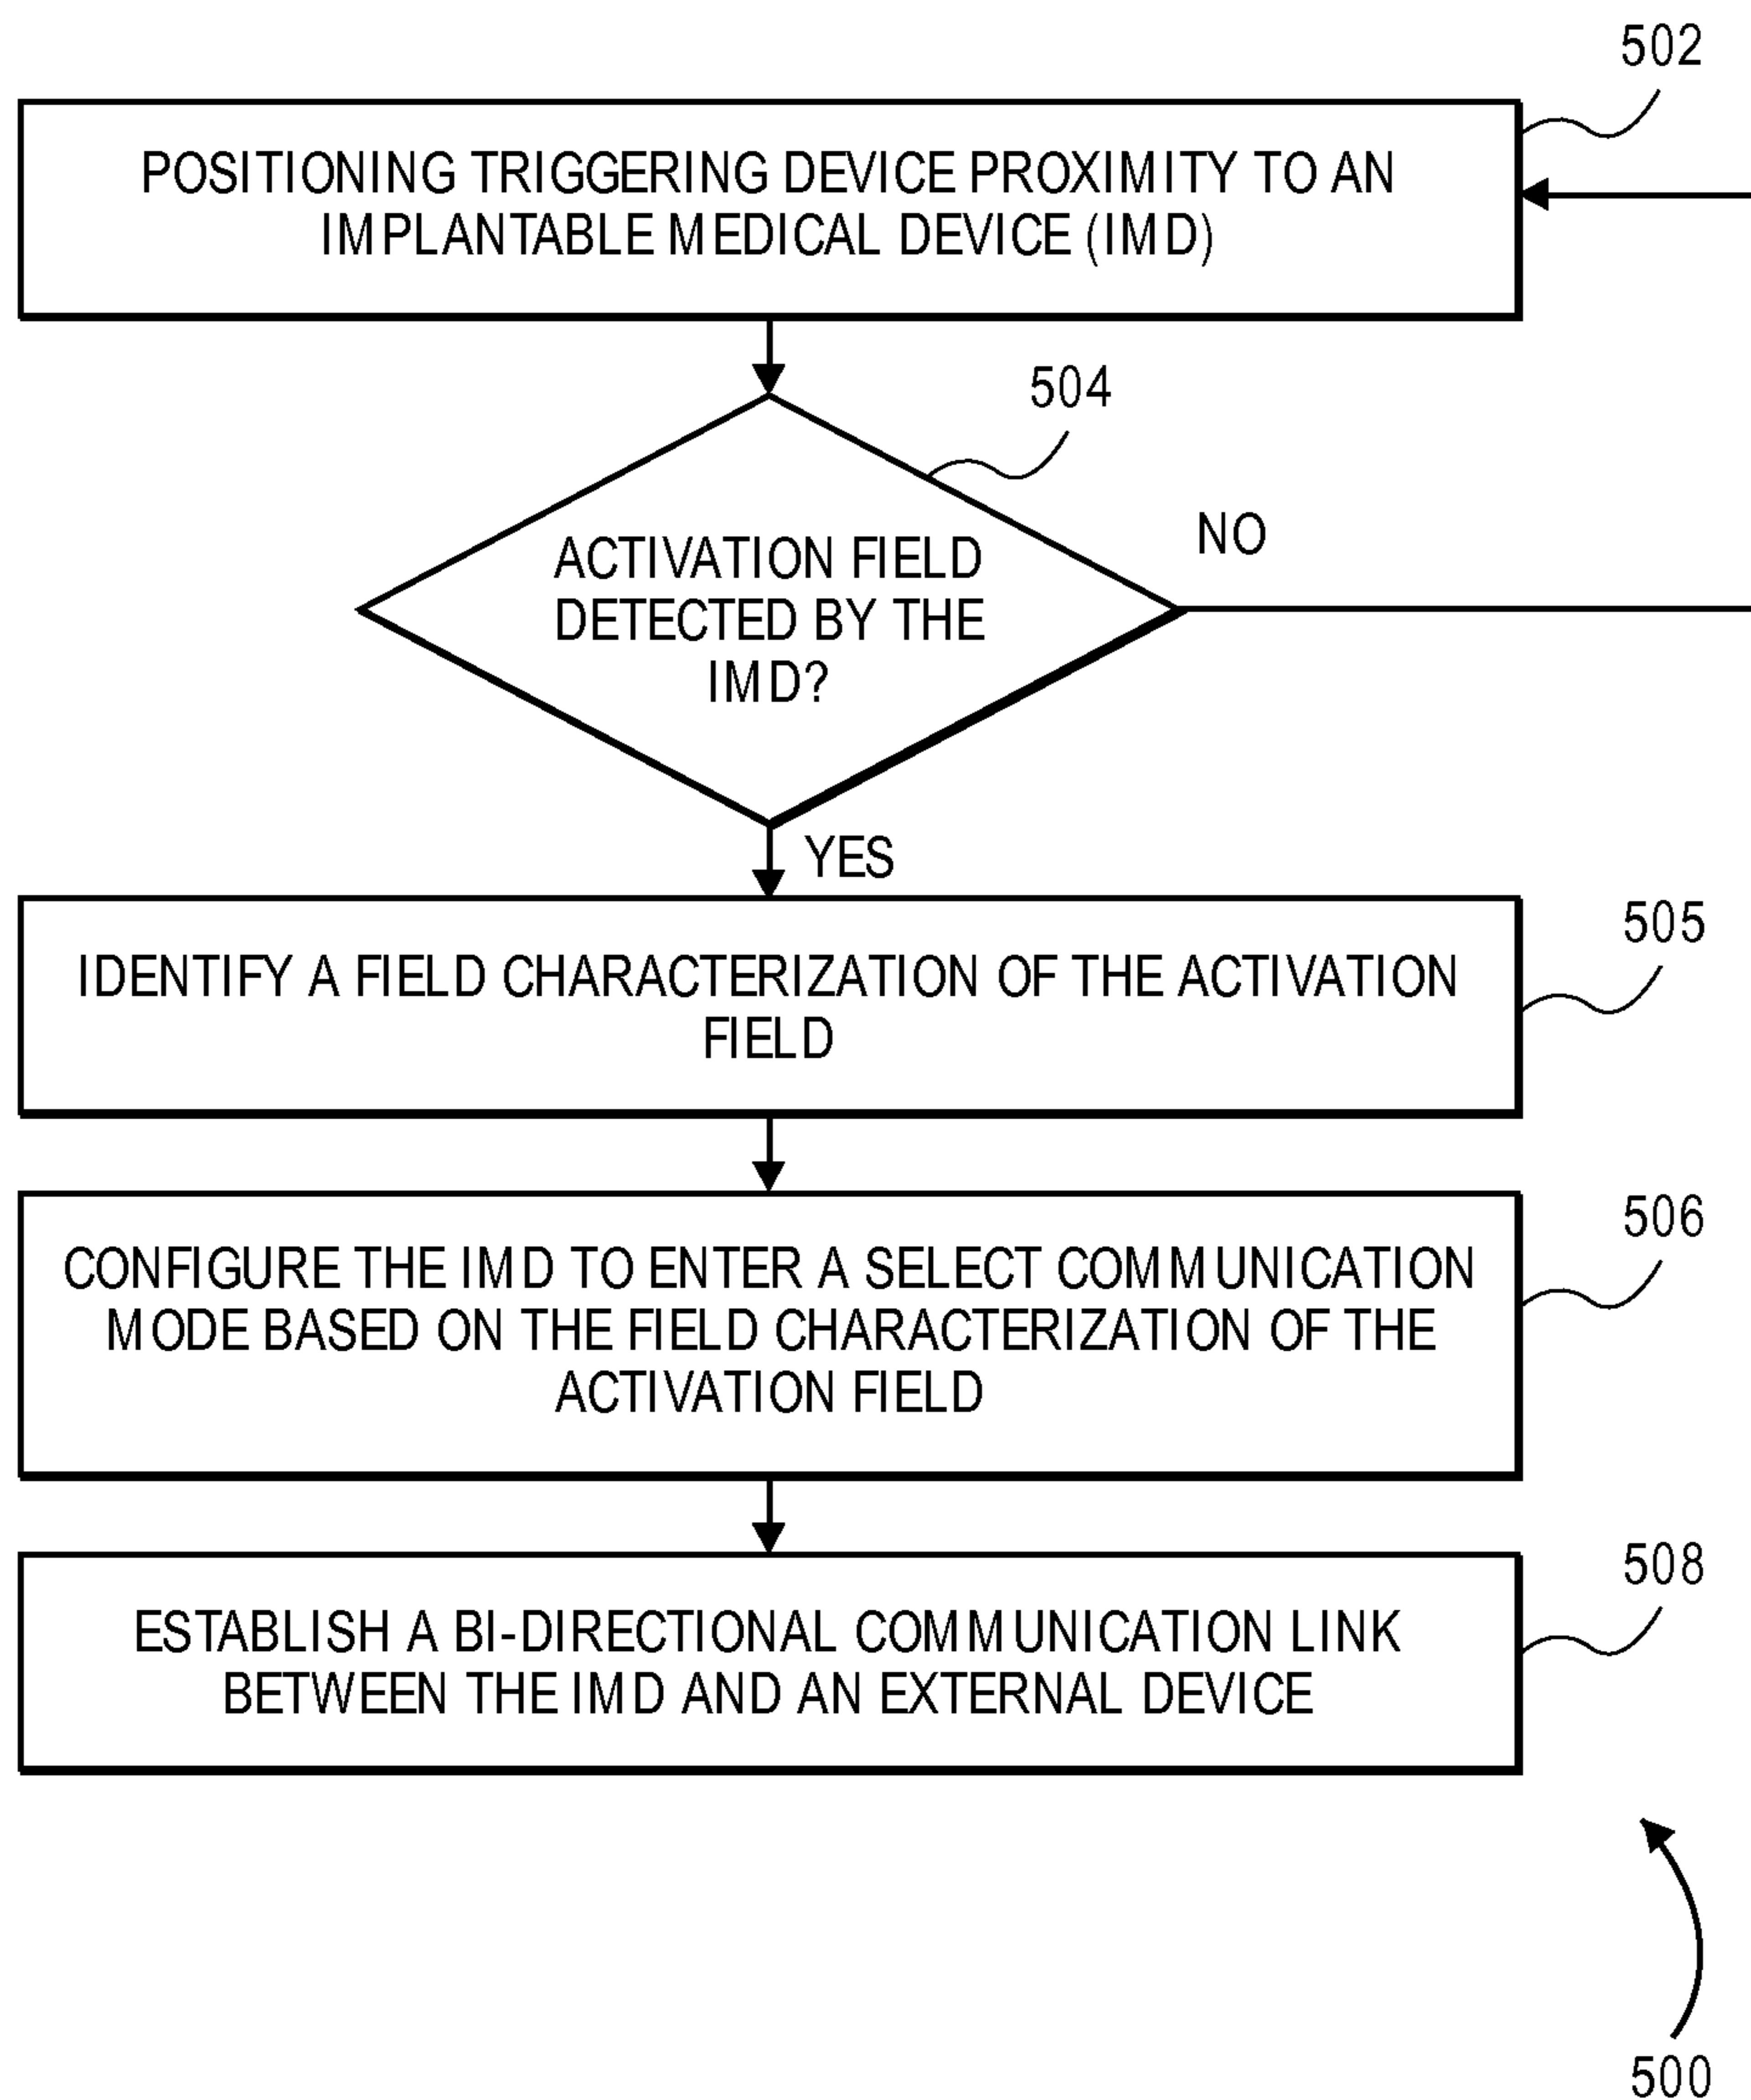 502
POSITIONING TRIGGERING DEVICE PROXIMITY TO AN
IMPLANTABLE MEDICAL DEVICE (IMD)
504
ACTIVATION FIELD
DETECTED BY THE
IMD?
NO
YES
505
IDENTIFY A FIELD CHARACTERIZATION OF THE ACTIVATION
FIELD
506
CONFIGURE THE IMD TO ENTER A SELECT COMMUNICATION
MODE BASED ON THE FIELD CHARACTERIZATION OF THE
ACTIVATION FIELD
508
ESTABLISH A BI-DIRECTIONAL COMMUNICATION LINK
BETWEEN THE IMD AND AN EXTERNAL DEVICE
500